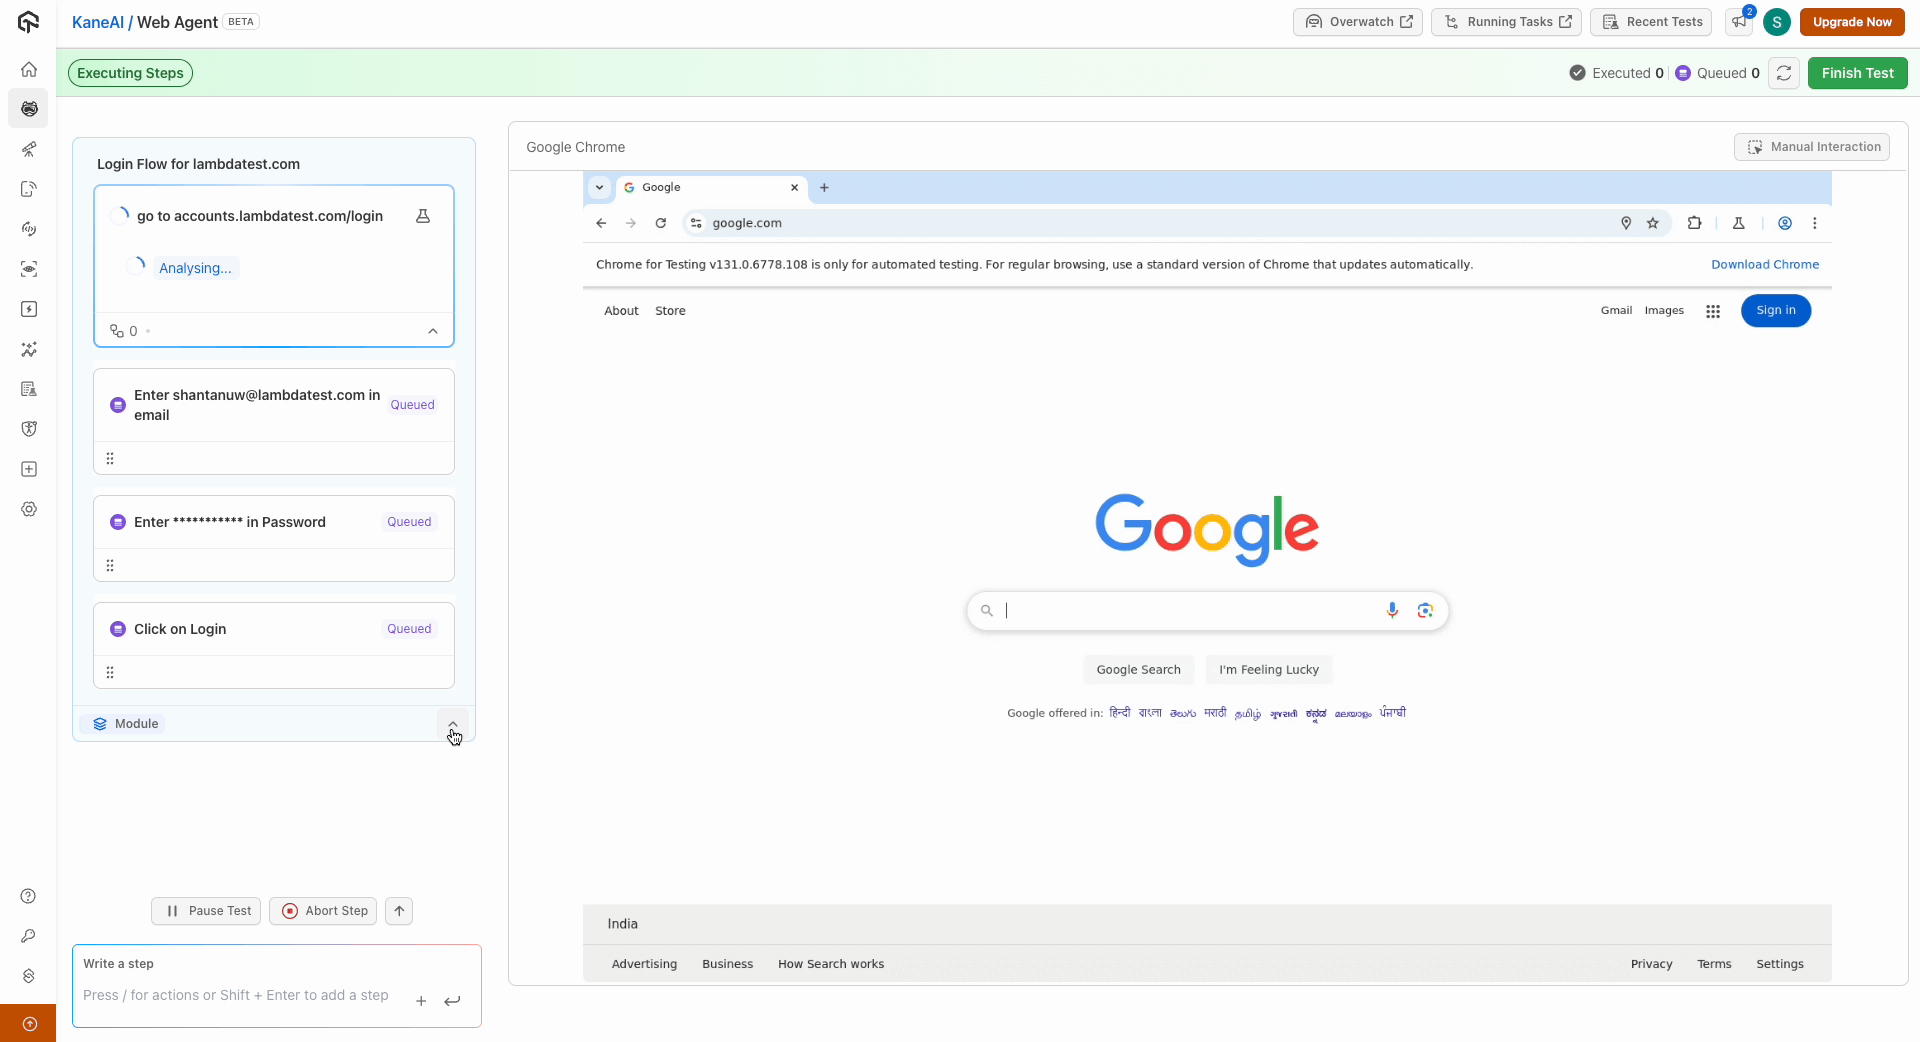 KaneAI / Web Agent BETA
Overwatch
Running Tasks
Recent Tests
2
S
Upgrade Now
Executing Steps
Executed 0
Queued 0
Finish Test
Login Flow for lambdatest.com
go to accounts.lambdatest.com/login
Analysing...
0
Enter shantanuw@lambdatest.com in
email
Queued
Enter *********** in Password
Queued
Click on Login
Queued
Module
Pause Test
Abort Step
Write a step
Press / for actions or Shift + Enter to add a step
Google Chrome
Manual Interaction
Google
google.com
Chrome for Testing v131.0.6778.108 is only for automated testing. For regular browsing, use a standard version of Chrome that updates automatically.
Download Chrome
About Store
Gmail Images
Sign in
Google
Google Search
I'm Feeling Lucky
Google offered in: हिन्दी বাংলা తెలుగు मराठी தமிழ் ગુજરાતી ಕನ್ನಡ മലയാളം ਪੰਜਾਬੀ
India
Advertising Business How Search works
Privacy Terms Settings